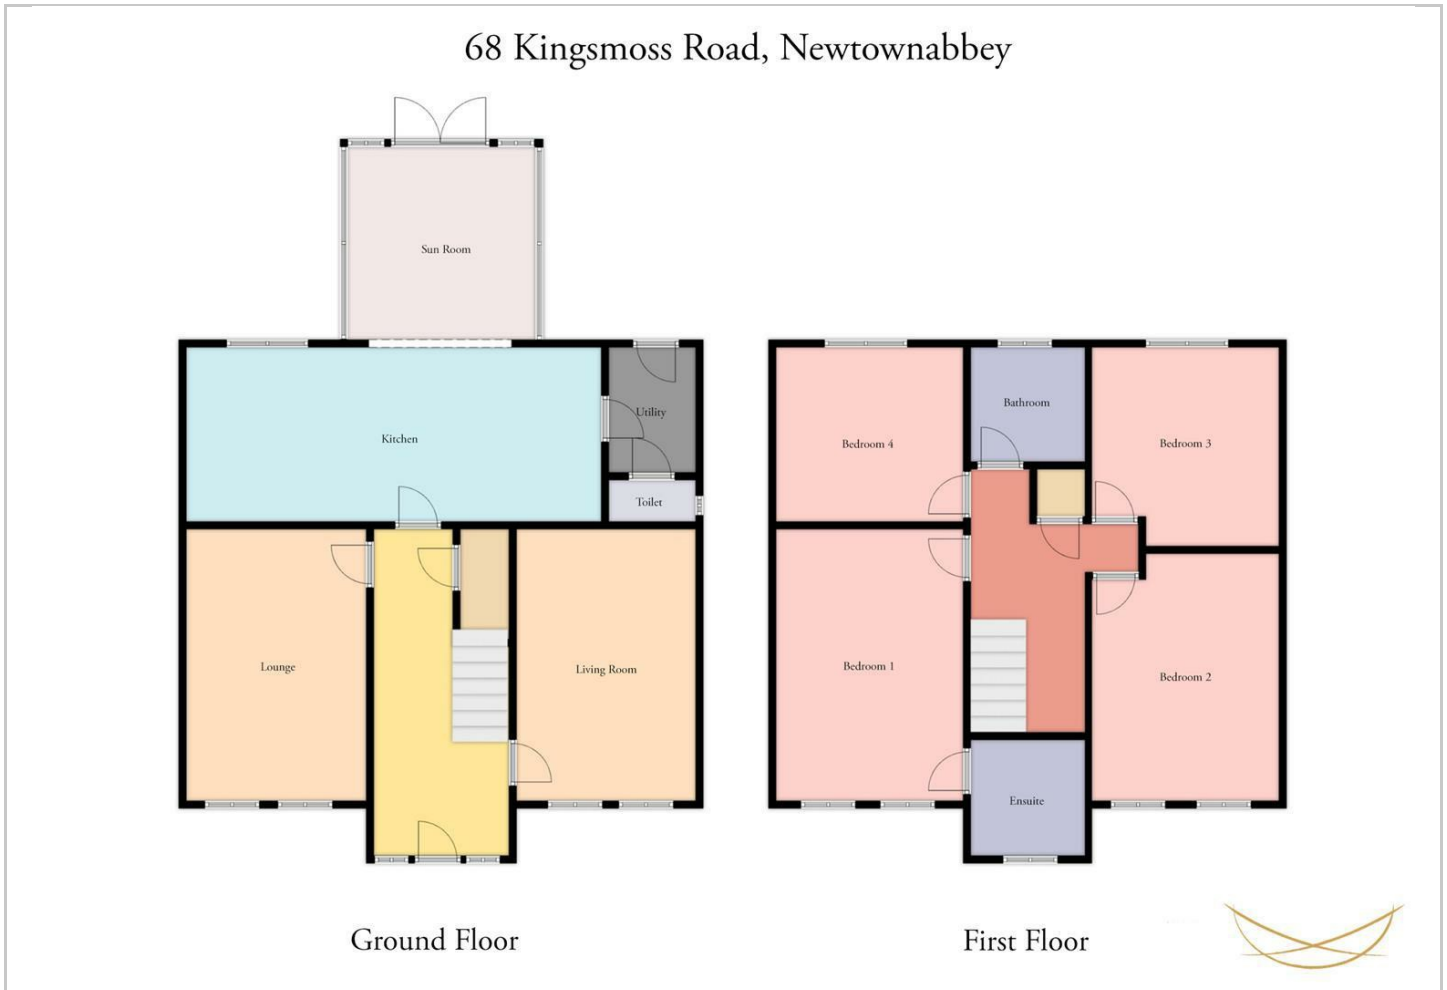 68 Kingsmoss Road, Newtownabbey
Sun Room
Kitchen
Utility
Toilet
Lounge
Living Room
Bathroom
Bedroom 4
Bedroom 3
Bedroom 1
Bedroom 2
Ensuite
Ground Floor
First Floor